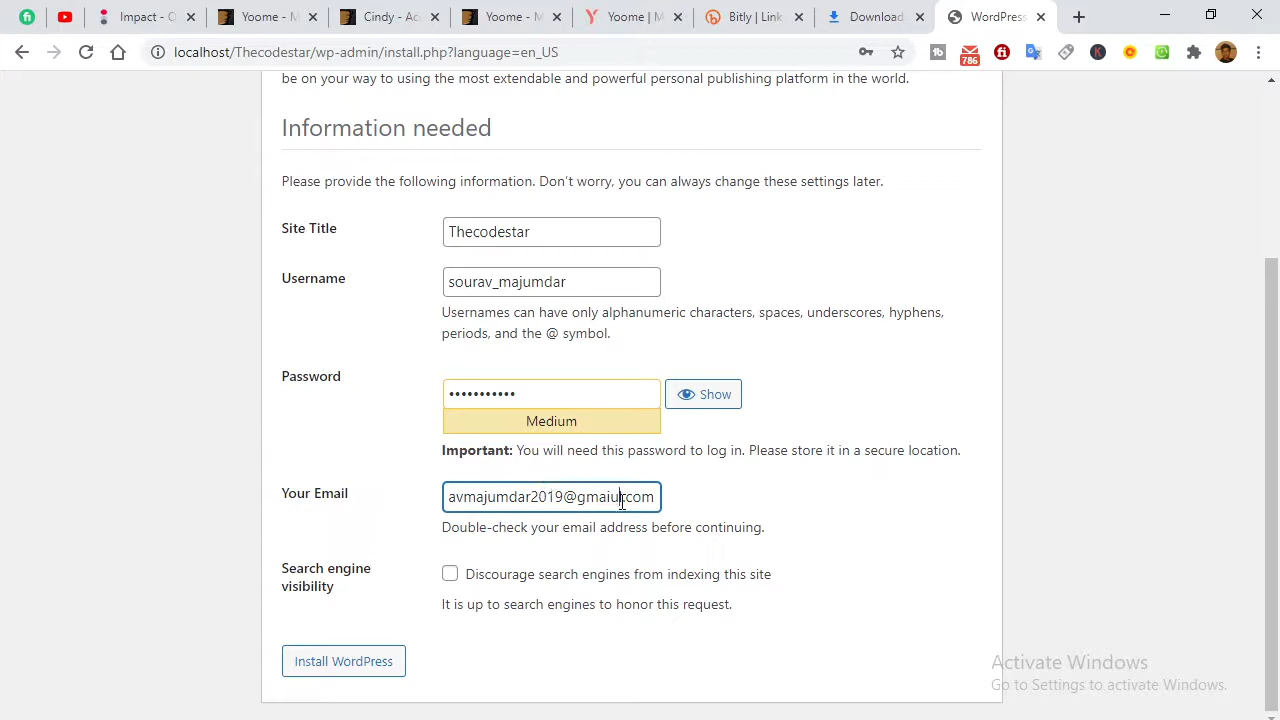 Impact - O
Yoome - M
Cindy - Ac
Yoome - M
Yoome | M
Bitly | Link
Download
WordPress
localhost/Thecodestar/wp-admin/install.php?language=en_US
786
be on your way to using the most extendable and powerful personal publishing platform in the world.
Information needed
Please provide the following information. Don’t worry, you can always change these settings later.
Site Title
Thecodestar
Username
sourav_majumdar
Usernames can have only alphanumeric characters, spaces, underscores, hyphens,
periods, and the @ symbol.
Password
•••••••••••
Show
Medium
Important: You will need this password to log in. Please store it in a secure location.
Your Email
Double-check your email address before continuing.
Search engine
visibility
Discourage search engines from indexing this site
It is up to search engines to honor this request.
Install WordPress
Activate Windows
Go to Settings to activate Windows.